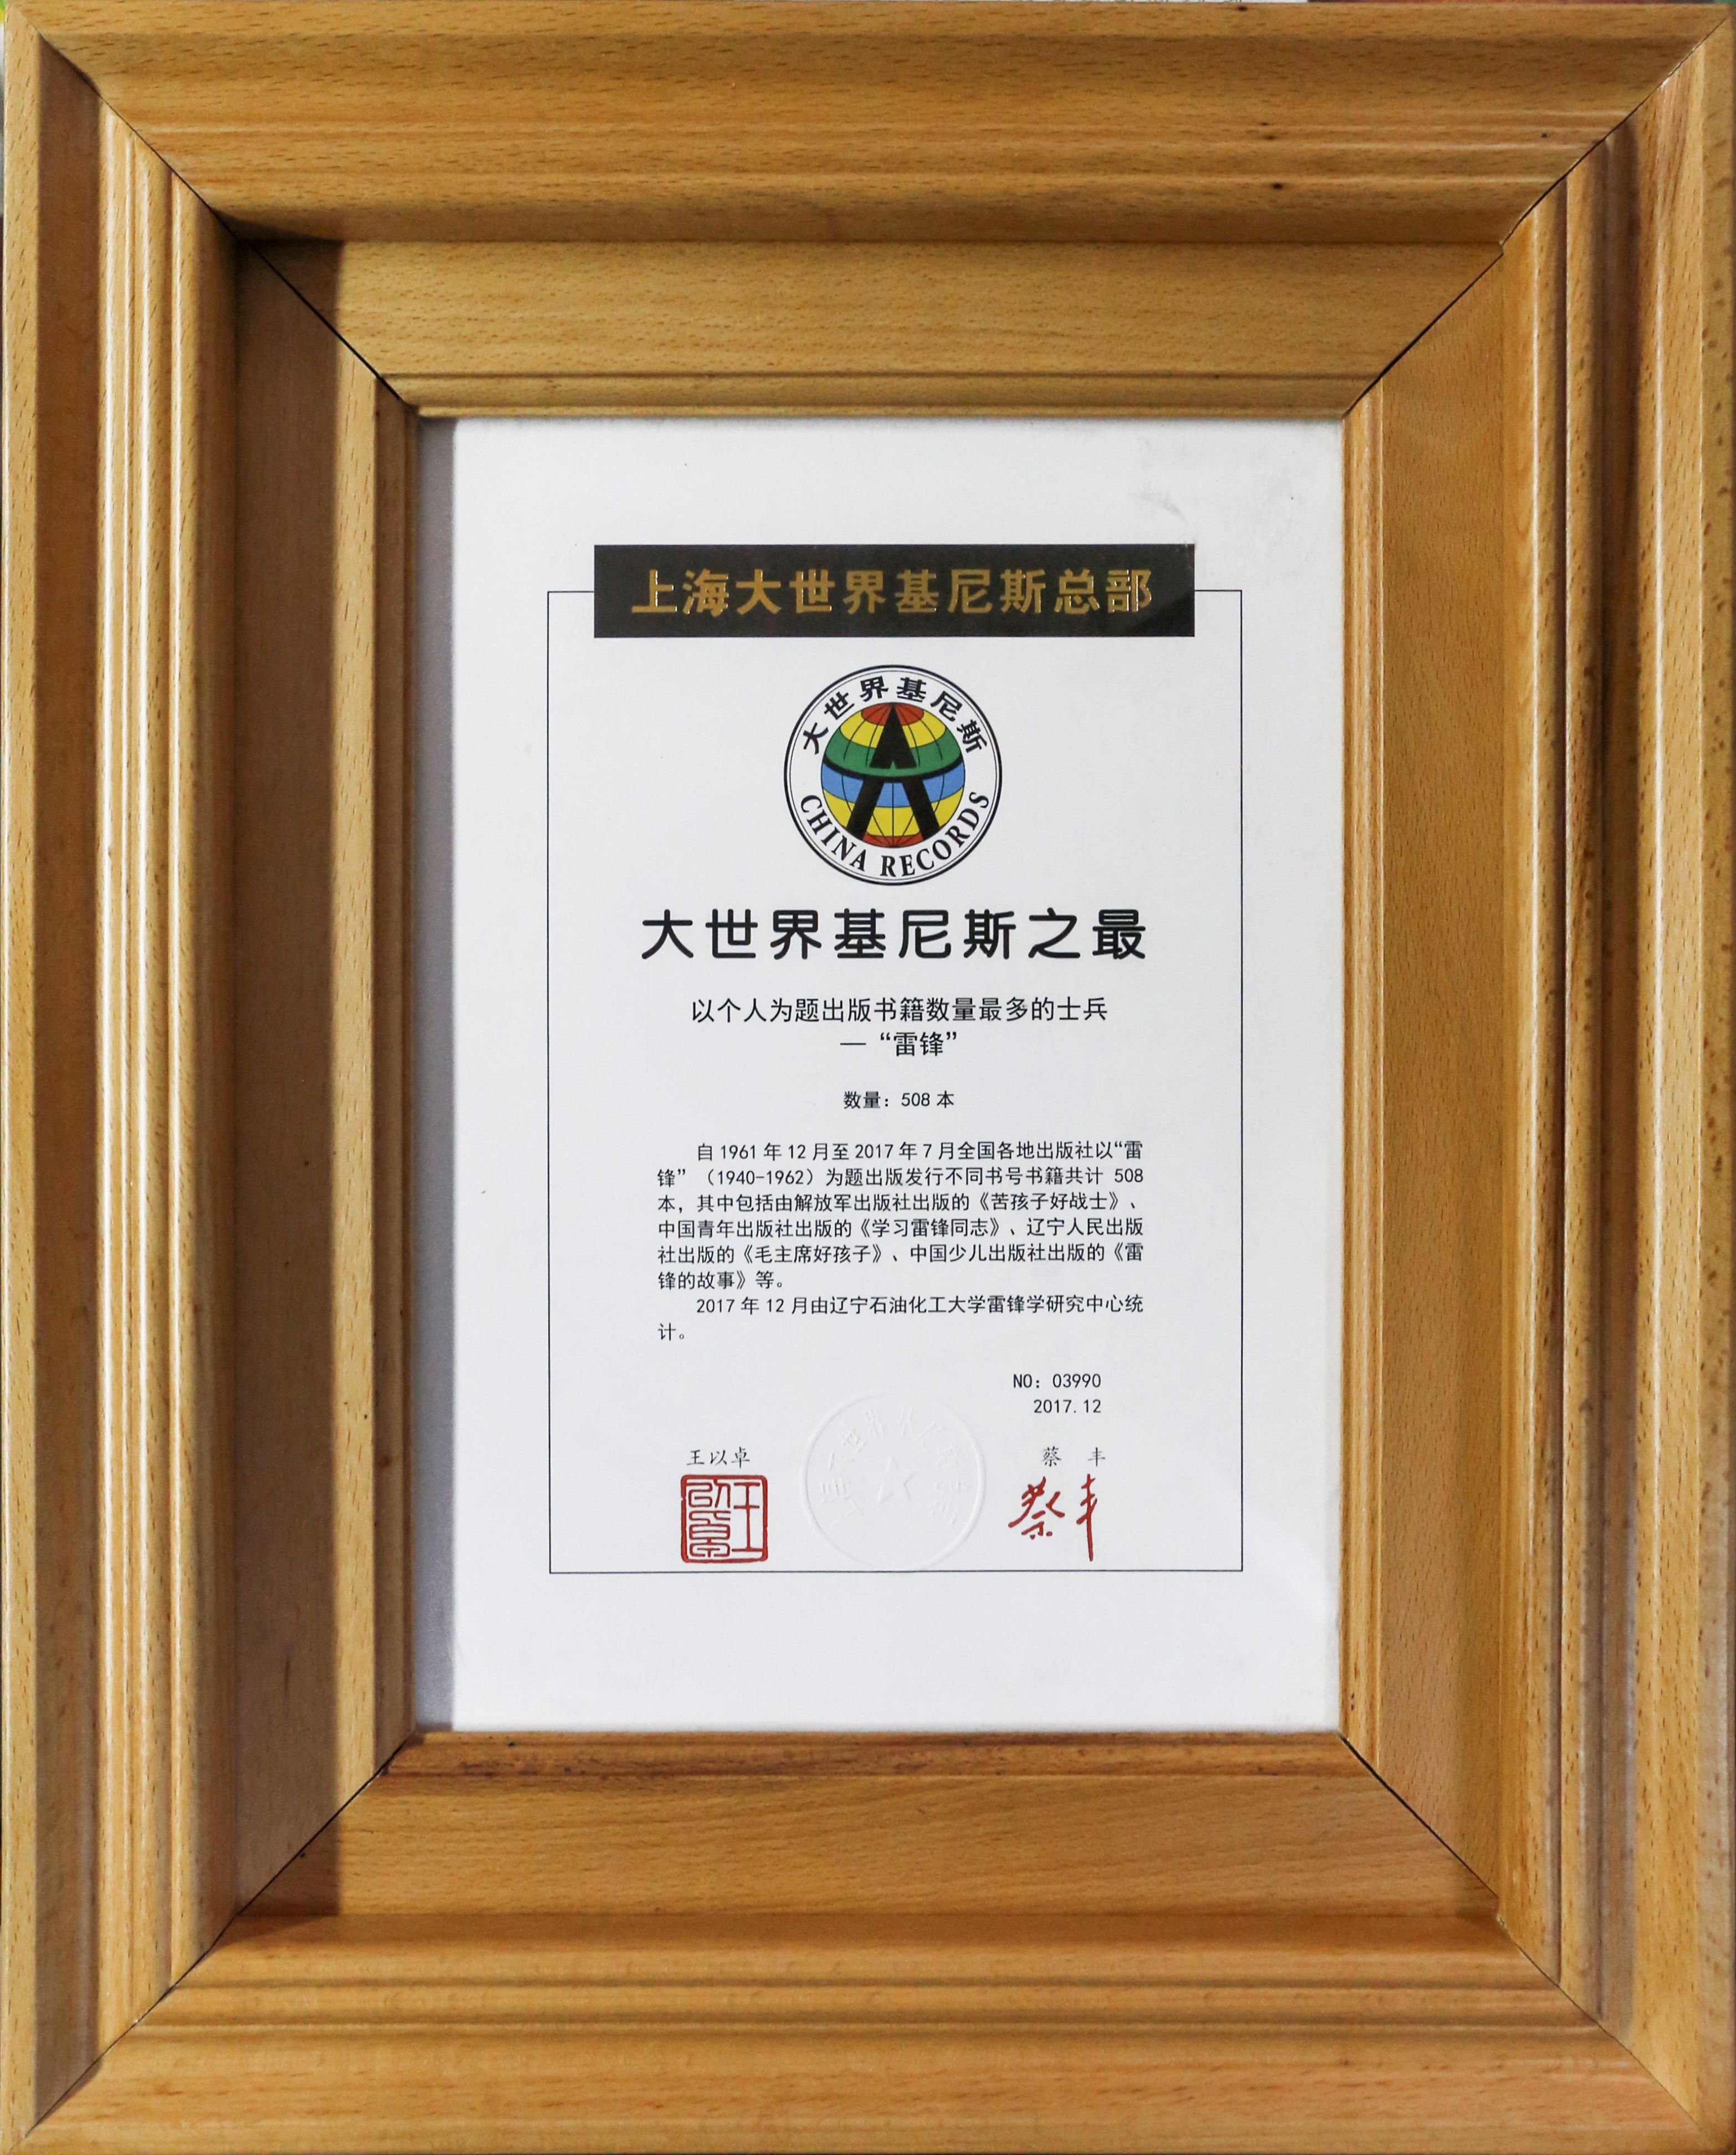 上海大世界基尼斯总部
大世界基尼斯
CHINA RECORDS
大世界基尼斯之最
以个人为题出版书籍数量最多的士兵
—“雷锋”
数量：508 本
自 1961 年 12 月至 2017 年 7 月全国各地出版社以“雷
锋”（1940-1962）为题出版发行不同书号书籍共计 508
本，其中包括由解放军出版社出版的《苦孩子好战士》、
中国青年出版社出版的《学习雷锋同志》、辽宁人民出版
社出版的《毛主席好孩子》、中国少儿出版社出版的《雷
锋的故事》等。
2017 年 12 月由辽宁石油化工大学雷锋学研究中心统
计。
NO：03990
2017.12
王以卓
蔡 丰
蔡丰